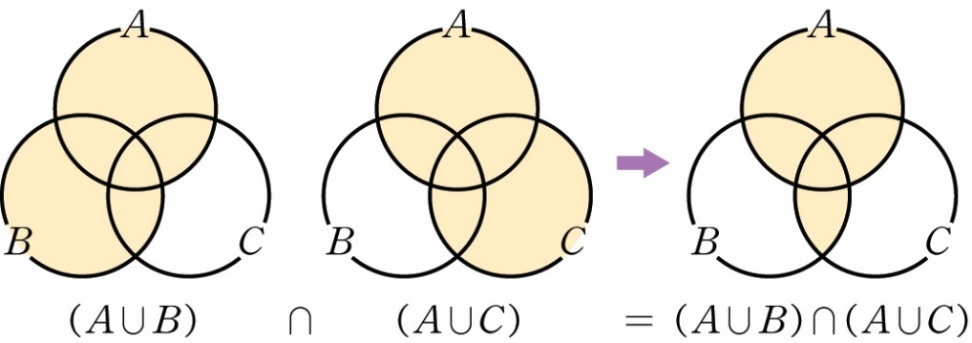 A A A
B C B C B C
(A∪B) ∩ (A∪C) = (A∪B)∩(A∪C)